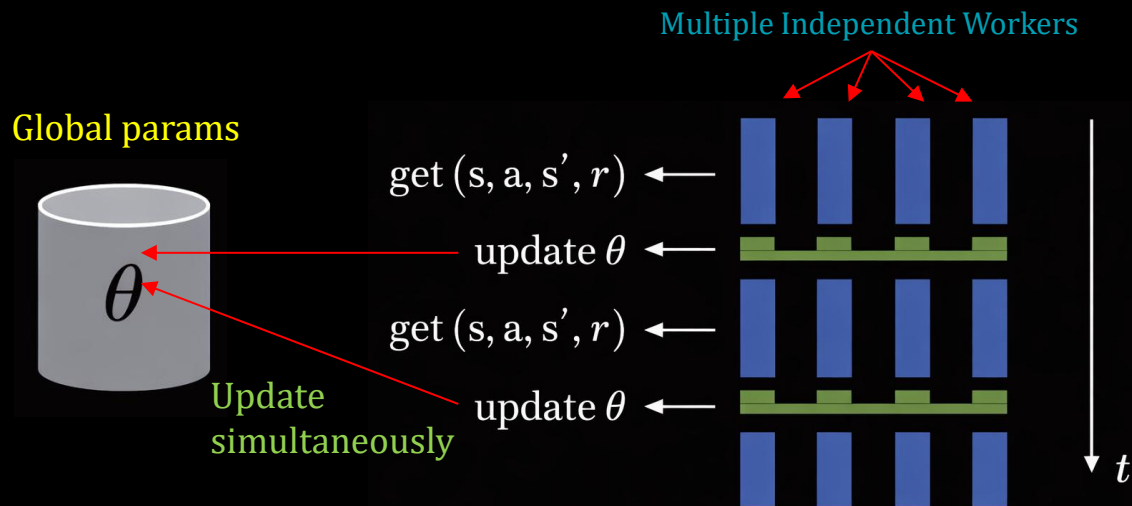 Multiple Independent Workers
Global params
get (s, a, s′, r)
update θ
θ
get (s, a, s′, r)
Update
simultaneously
update θ
t